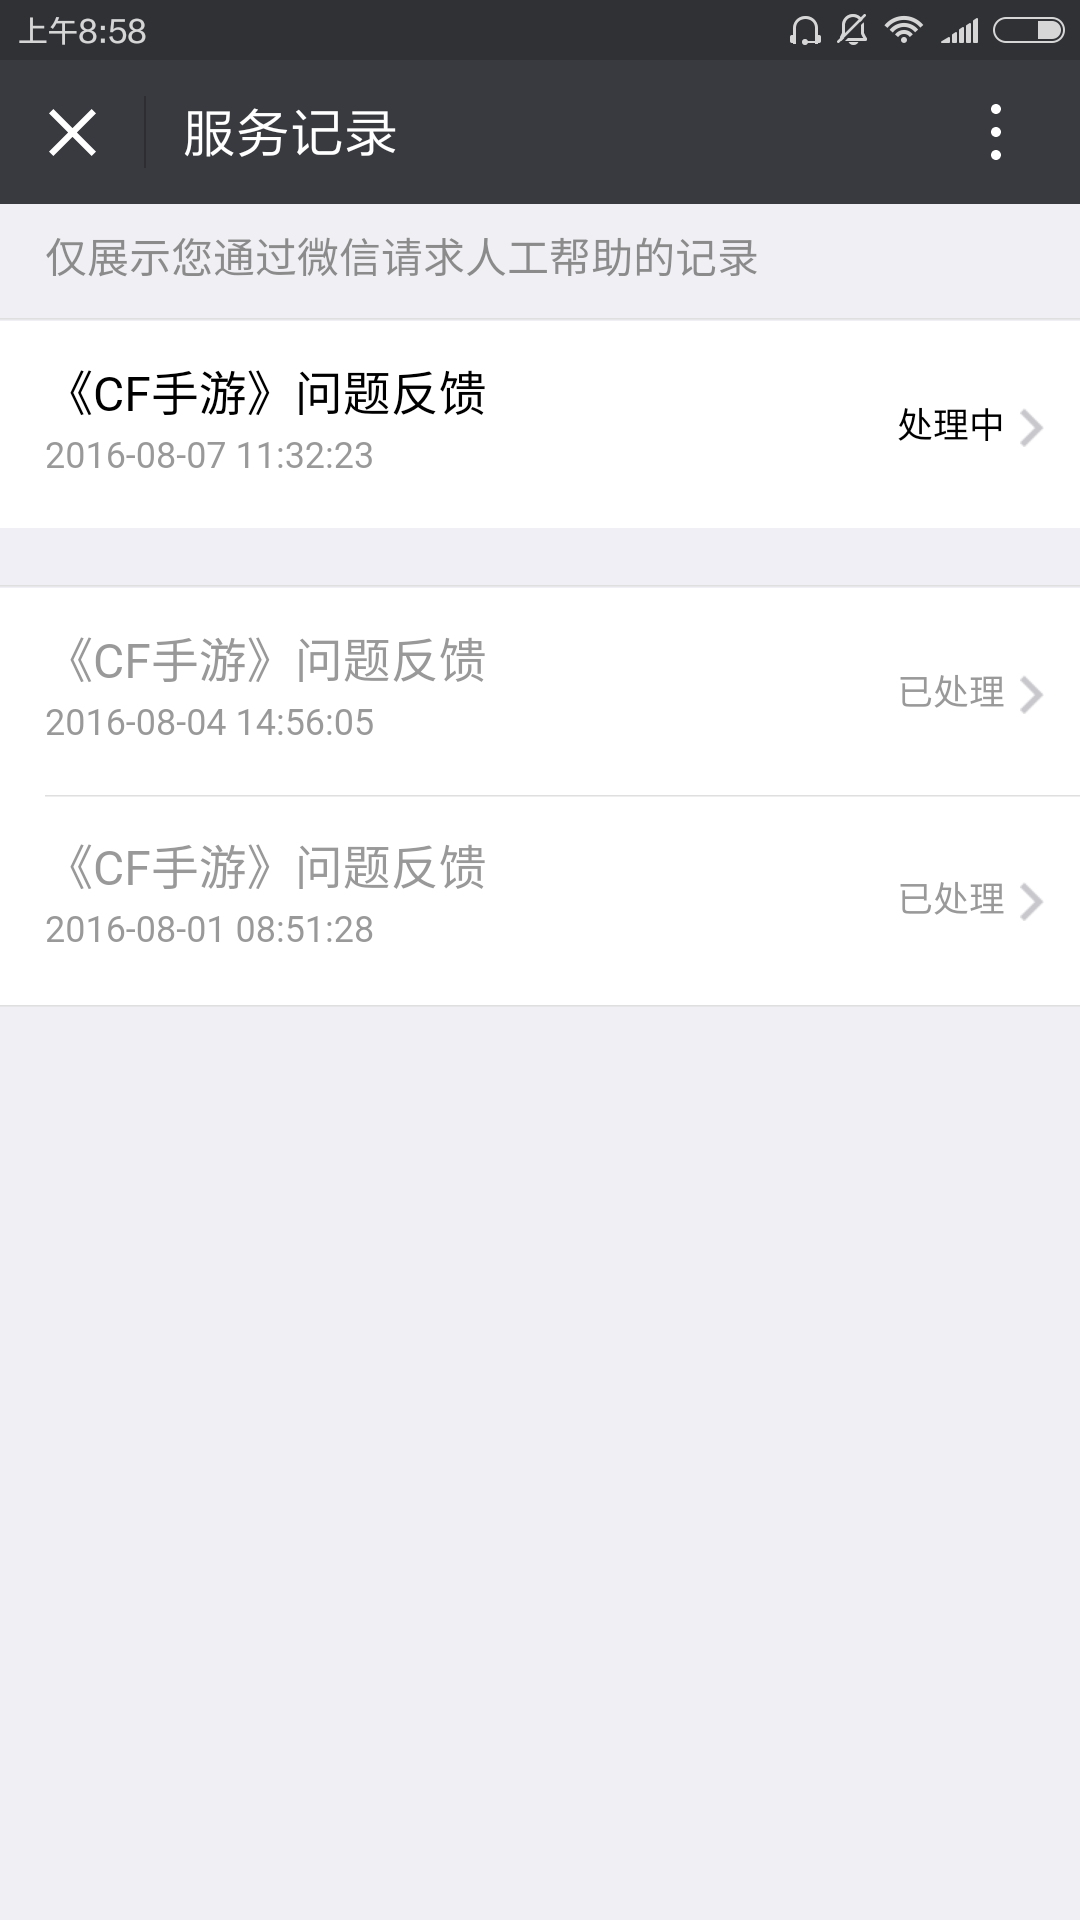 上午8:58
服务记录
仅展示您通过微信请求人工帮助的记录
《CF手游》问题反馈
处理中
2016-08-07 11:32:23
《CF手游》问题反馈
已处理
2016-08-04 14:56:05
《CF手游》问题反馈
已处理
2016-08-01 08:51:28